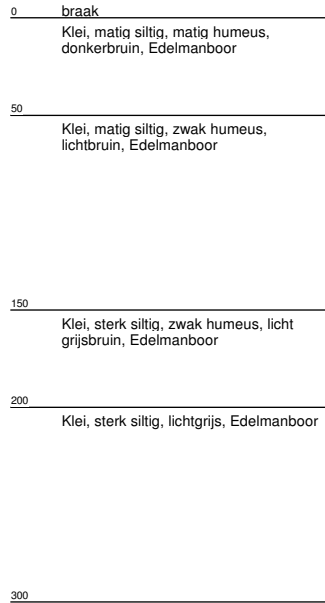 0 braak
Klei, matig siltig, matig humeus,
donkerbruin, Edelmanboor
50
Klei, matig siltig, zwak humeus,
lichtbruin, Edelmanboor
150
Klei, sterk siltig, zwak humeus, licht
grijsbruin, Edelmanboor
200
Klei, sterk siltig, lichtgrijs, Edelmanboor
300